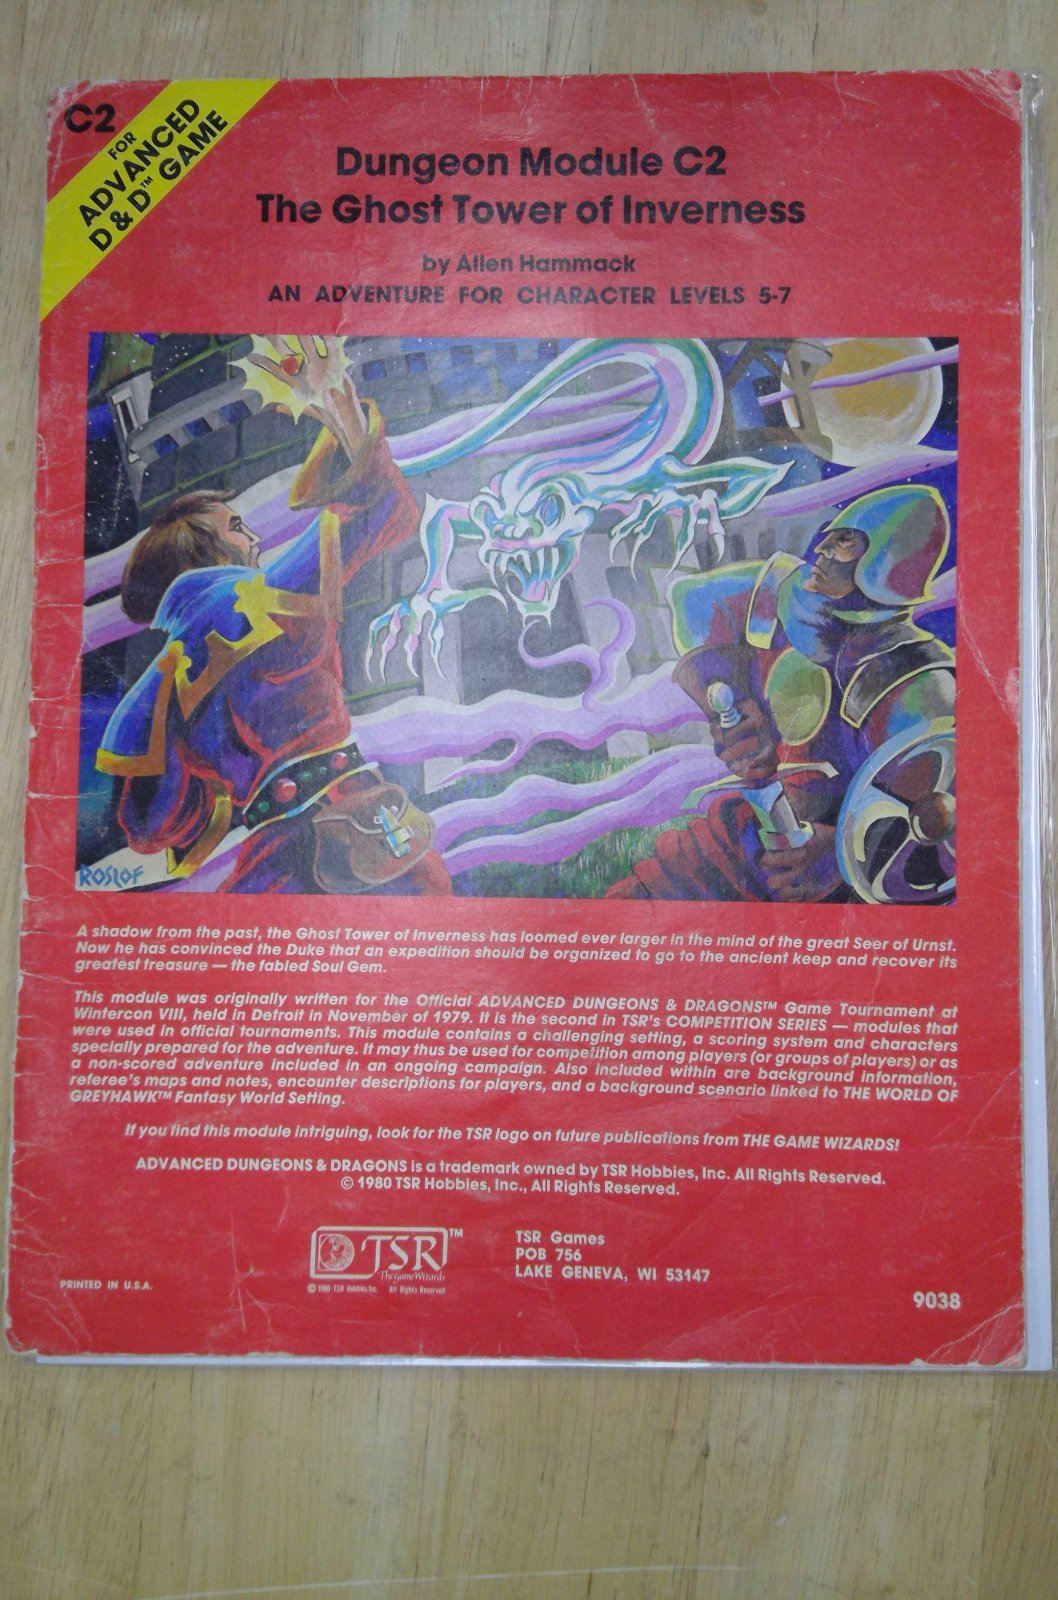 C2
FOR
ADVANCED
D & D™ GAME
Dungeon Module C2
The Ghost Tower of Inverness
by Allen Hammack
AN ADVENTURE FOR CHARACTER LEVELS 5-7
ROSLOF
A shadow from the past, the Ghost Tower of Inverness has loomed ever larger in the mind of the great Seer of Urnst.
Now he has convinced the Duke that an expedition should be organized to go to the ancient keep and recover its
greatest treasure — the fabled Soul Gem.
This module was originally written for the Official ADVANCED DUNGEONS & DRAGONS™ Game Tournament at
Wintercon VIII, held in Detroit in November of 1979. It is the second in TSR's COMPETITION SERIES — modules that
were used in official tournaments. This module contains a challenging setting, a scoring system and characters
specially prepared for the adventure. It may thus be used for competition among players (or groups of players) or as
a non-scored adventure included in an ongoing campaign. Also included within are background information,
referee's maps and notes, encounter descriptions for players, and a background scenario linked to THE WORLD OF
GREYHAWK™ Fantasy World Setting.
If you find this module intriguing, look for the TSR logo on future publications from THE GAME WIZARDS!
ADVANCED DUNGEONS & DRAGONS is a trademark owned by TSR Hobbies, Inc. All Rights Reserved.
© 1980 TSR Hobbies, Inc., All Rights Reserved.
TSR™
The Game Wizards
© 1980 TSR Hobbies Inc. All Rights Reserved
TSR Games
POB 756
LAKE GENEVA, WI 53147
PRINTED IN U.S.A.
9038